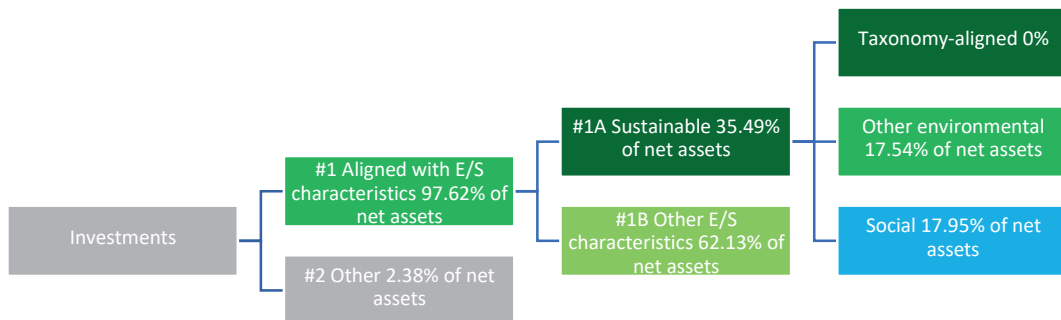 Investments
#1 Aligned with E/S
characteristics 97.62% of
net assets
#2 Other 2.38% of net
assets
#1A Sustainable 35.49%
of net assets
#1B Other E/S
characteristics 62.13% of
net assets
Taxonomy-aligned 0%
Other environmental
17.54% of net assets
Social 17.95% of net
assets